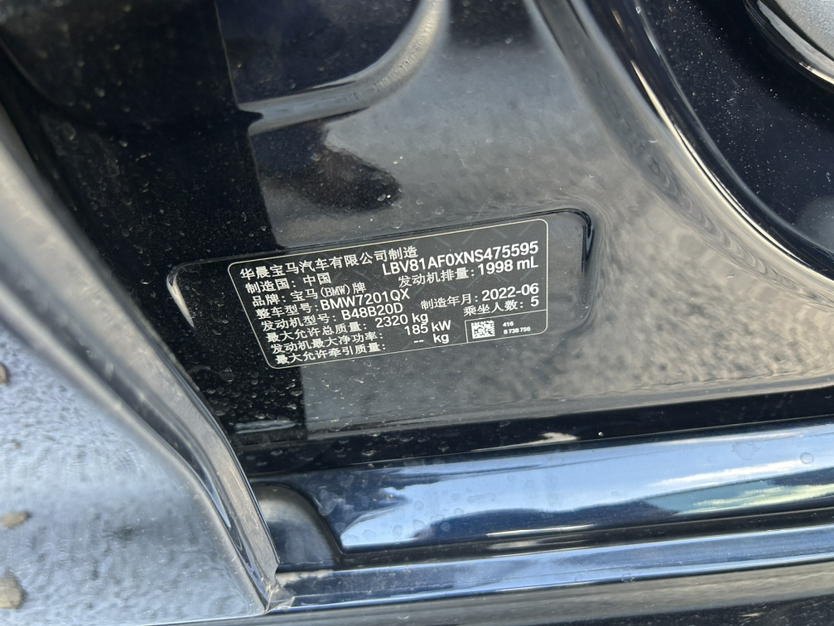 华晨宝马汽车有限公司制造
制造国: 中国 LBV81AF0XNS475595
品牌: 宝马(BMW)牌 发动机排量: 1998 mL
整车型号: BMW7201QX
发动机型号: B48B20D 制造年月: 2022-06
最大允许总质量: 2320 kg 乘坐人数: 5
发动机最大净功率: 185 kW
最大允许牵引质量: -- kg
416
8 738 756